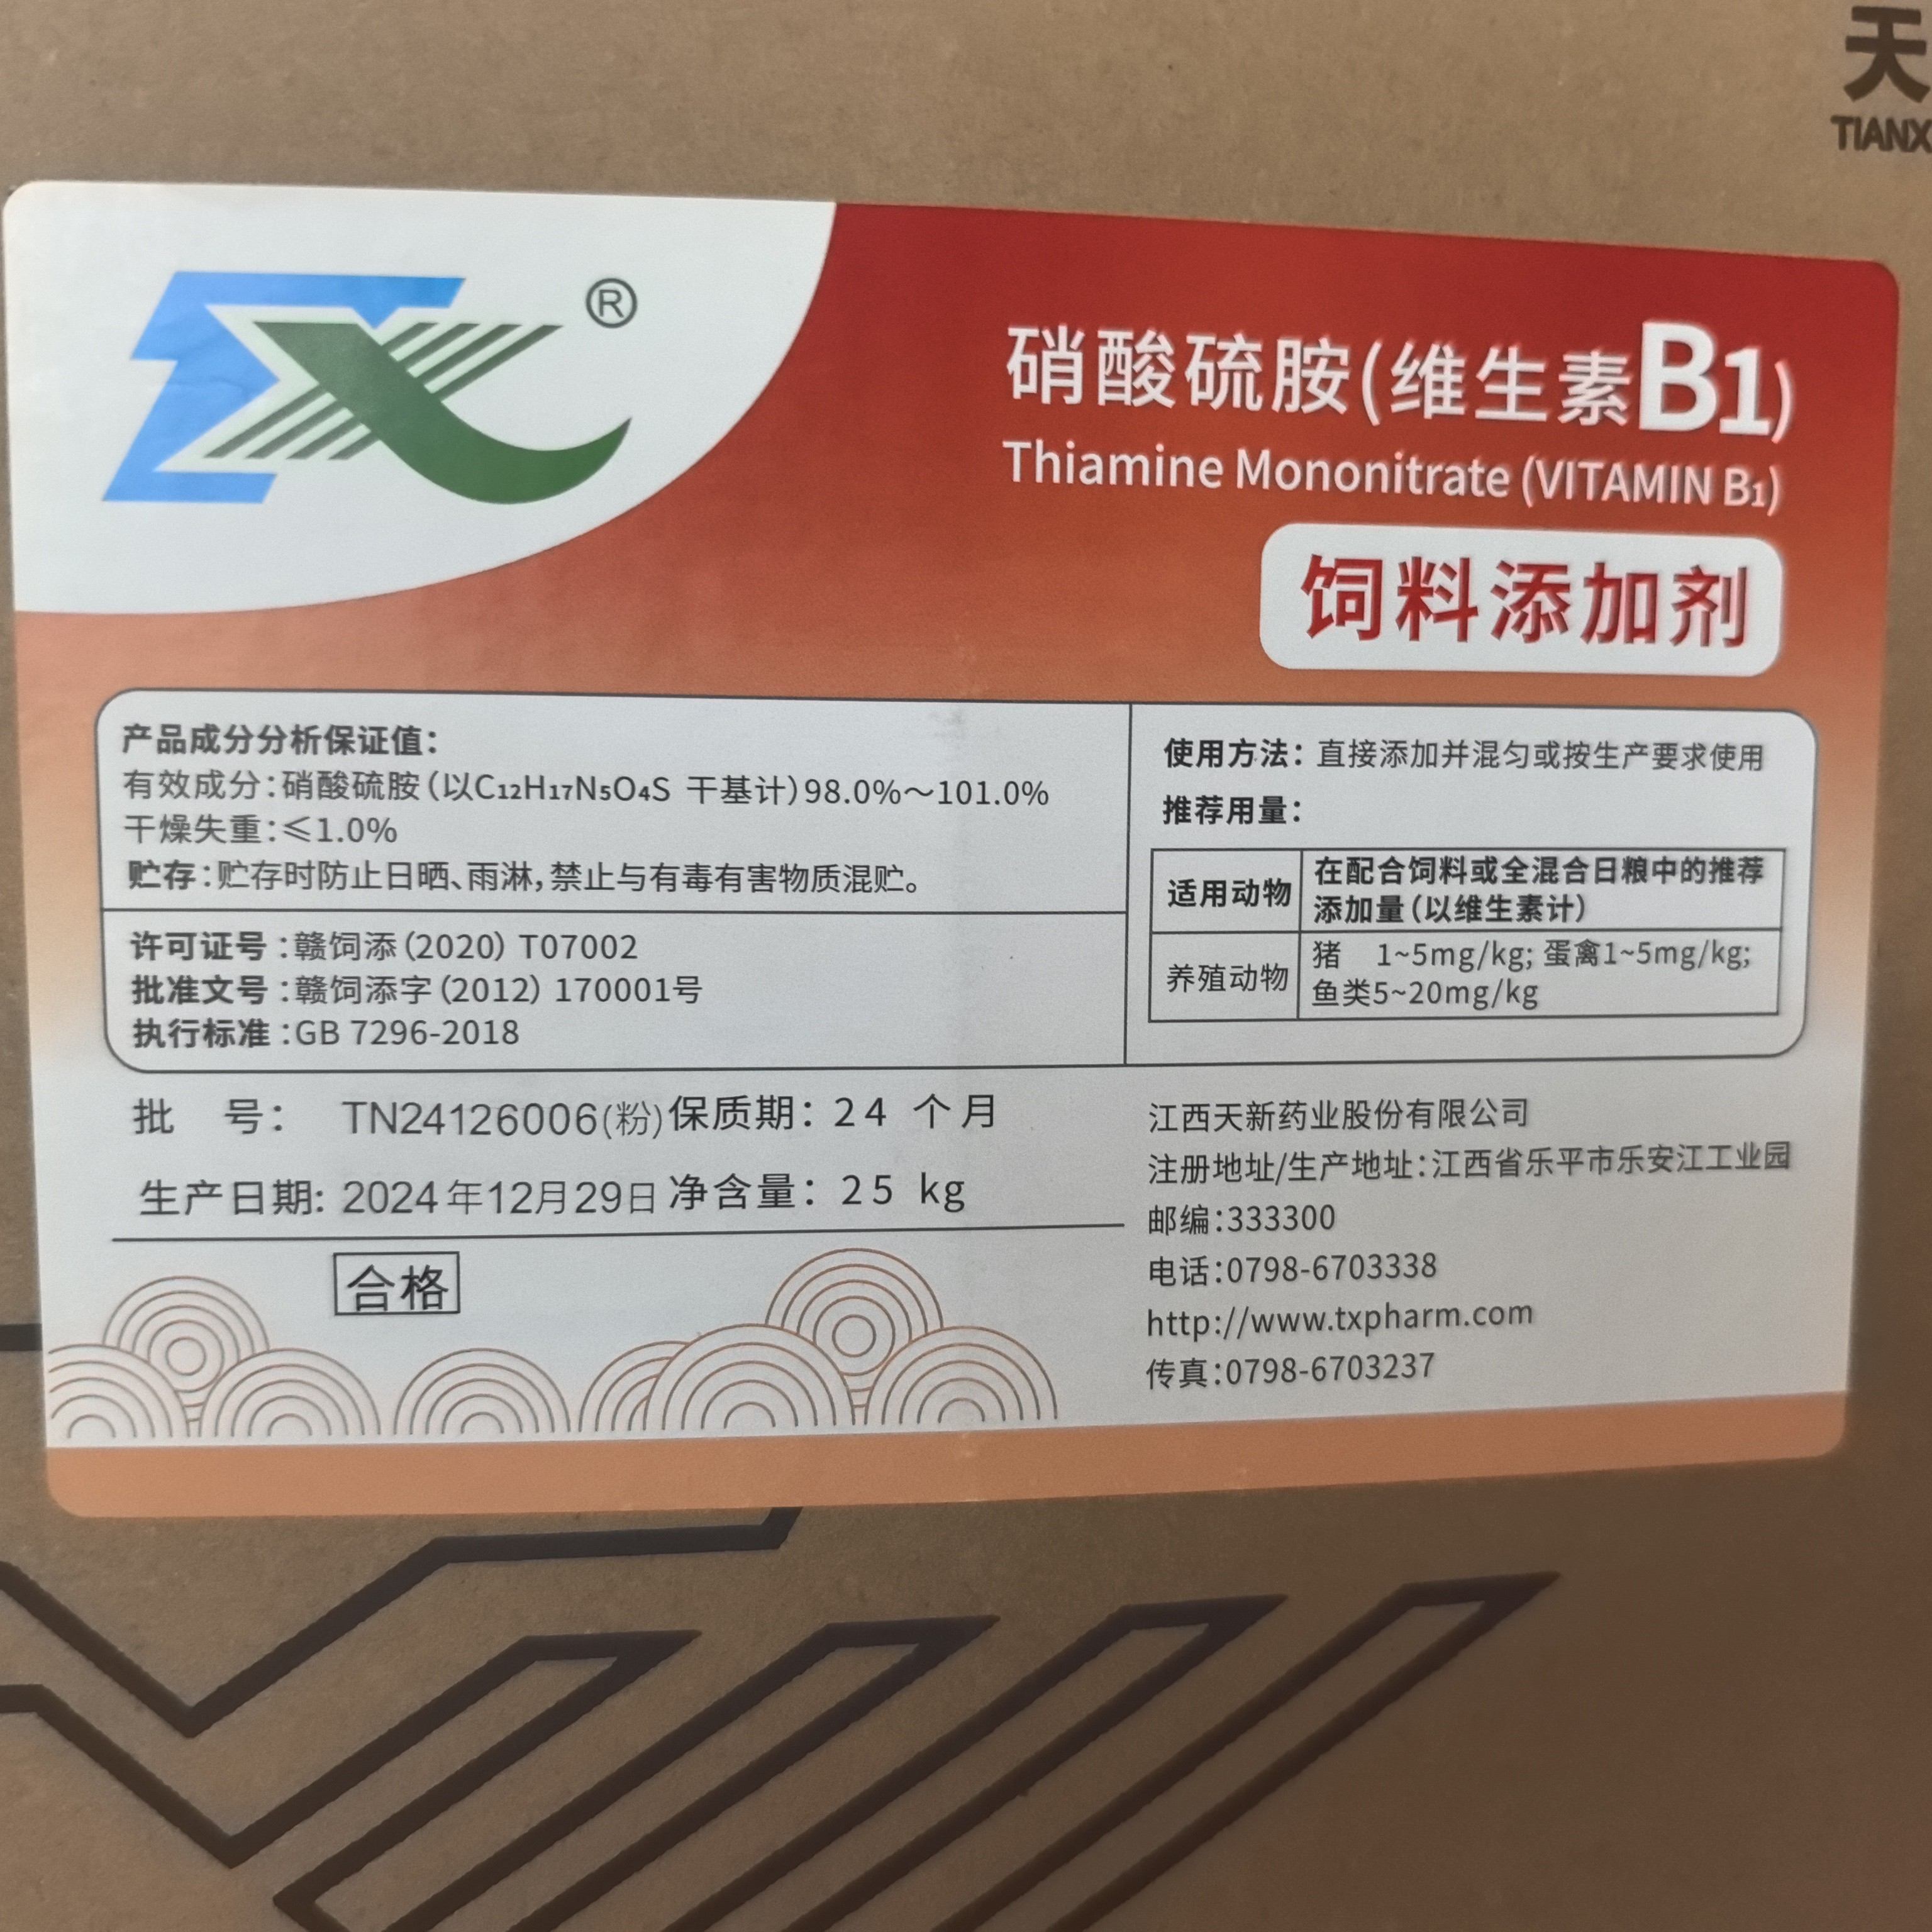 天
TIANX
®
硝酸硫胺(维生素B1)
Thiamine Mononitrate (VITAMIN B1)
饲料添加剂
产品成分分析保证值:
有效成分:硝酸硫胺(以C₁₂H₁₇N₅O₄S 干基计)98.0%~101.0%
干燥失重:≤1.0%
贮存:贮存时防止日晒、雨淋,禁止与有毒有害物质混贮。
许可证号:赣饲添(2020) T07002
批准文号:赣饲添字(2012) 170001号
执行标准:GB 7296-2018
使用方法:直接添加并混匀或按生产要求使用
推荐用量:
适用动物 在配合饲料或全混合日粮中的推荐
添加量(以维生素计)
养殖动物 猪 1~5mg/kg; 蛋禽1~5mg/kg;
鱼类5~20mg/kg
批 号: TN24126006(粉) 保质期: 24 个月
生产日期: 2024年12月29日 净含量: 25 kg
合格
江西天新药业股份有限公司
注册地址/生产地址:江西省乐平市乐安江工业园
邮编:333300
电话:0798-6703338
http://www.txpharm.com
传真:0798-6703237